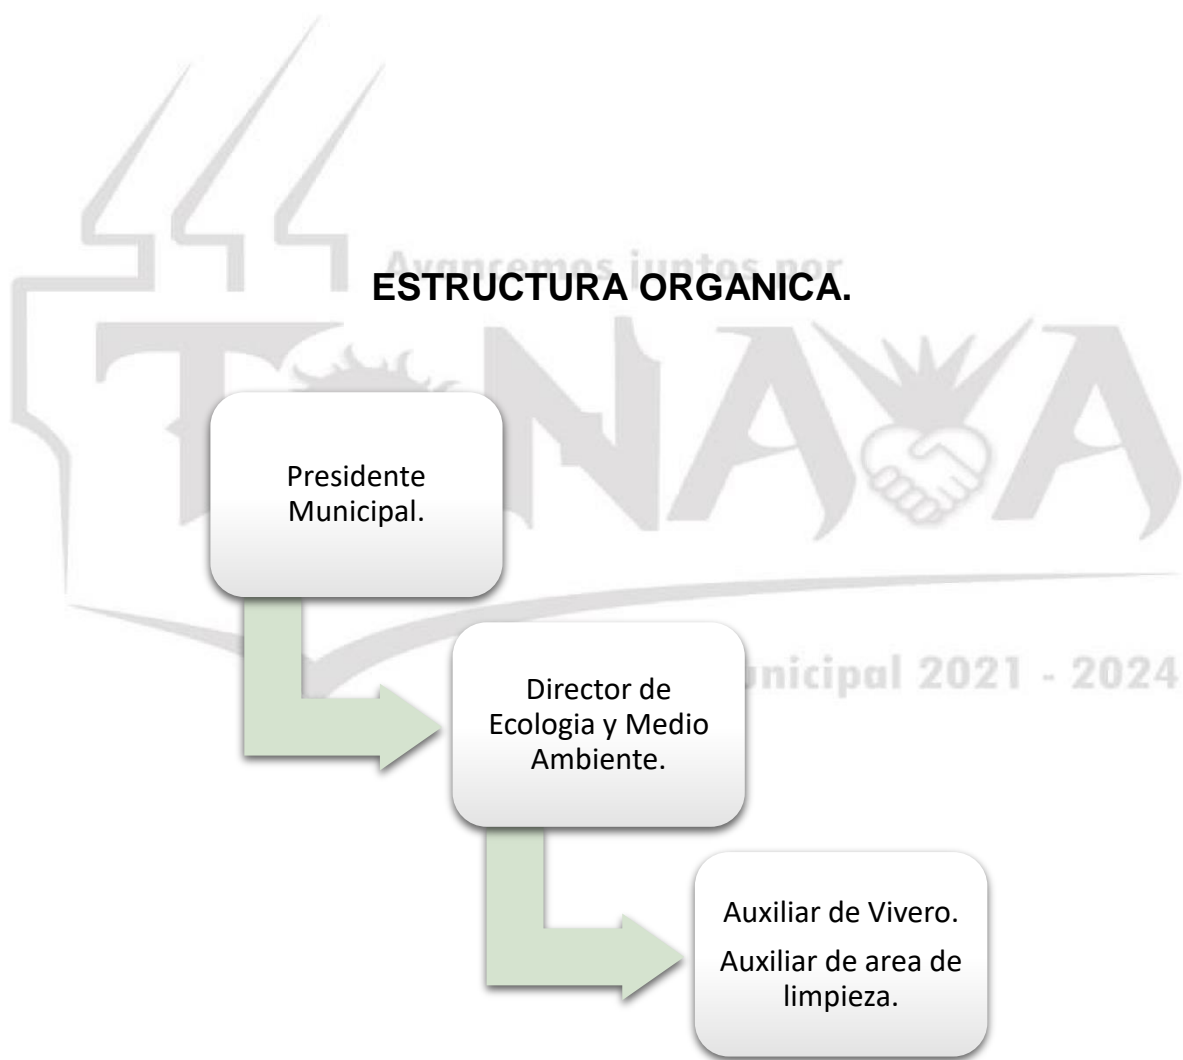 Avancemos juntos por
ESTRUCTURA ORGANICA.
TONAYA
Presidente
Municipal.
unicipal 2021 - 2024
Director de
Ecologia y Medio
Ambiente.
Auxiliar de Vivero.
Auxiliar de area de
limpieza.